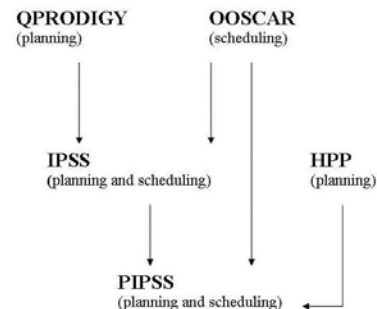 QPRODIGY OOSCAR
(planning) (scheduling)
IPSS HPP
(planning and scheduling) (planning)
PIPSS
(planning and scheduling)